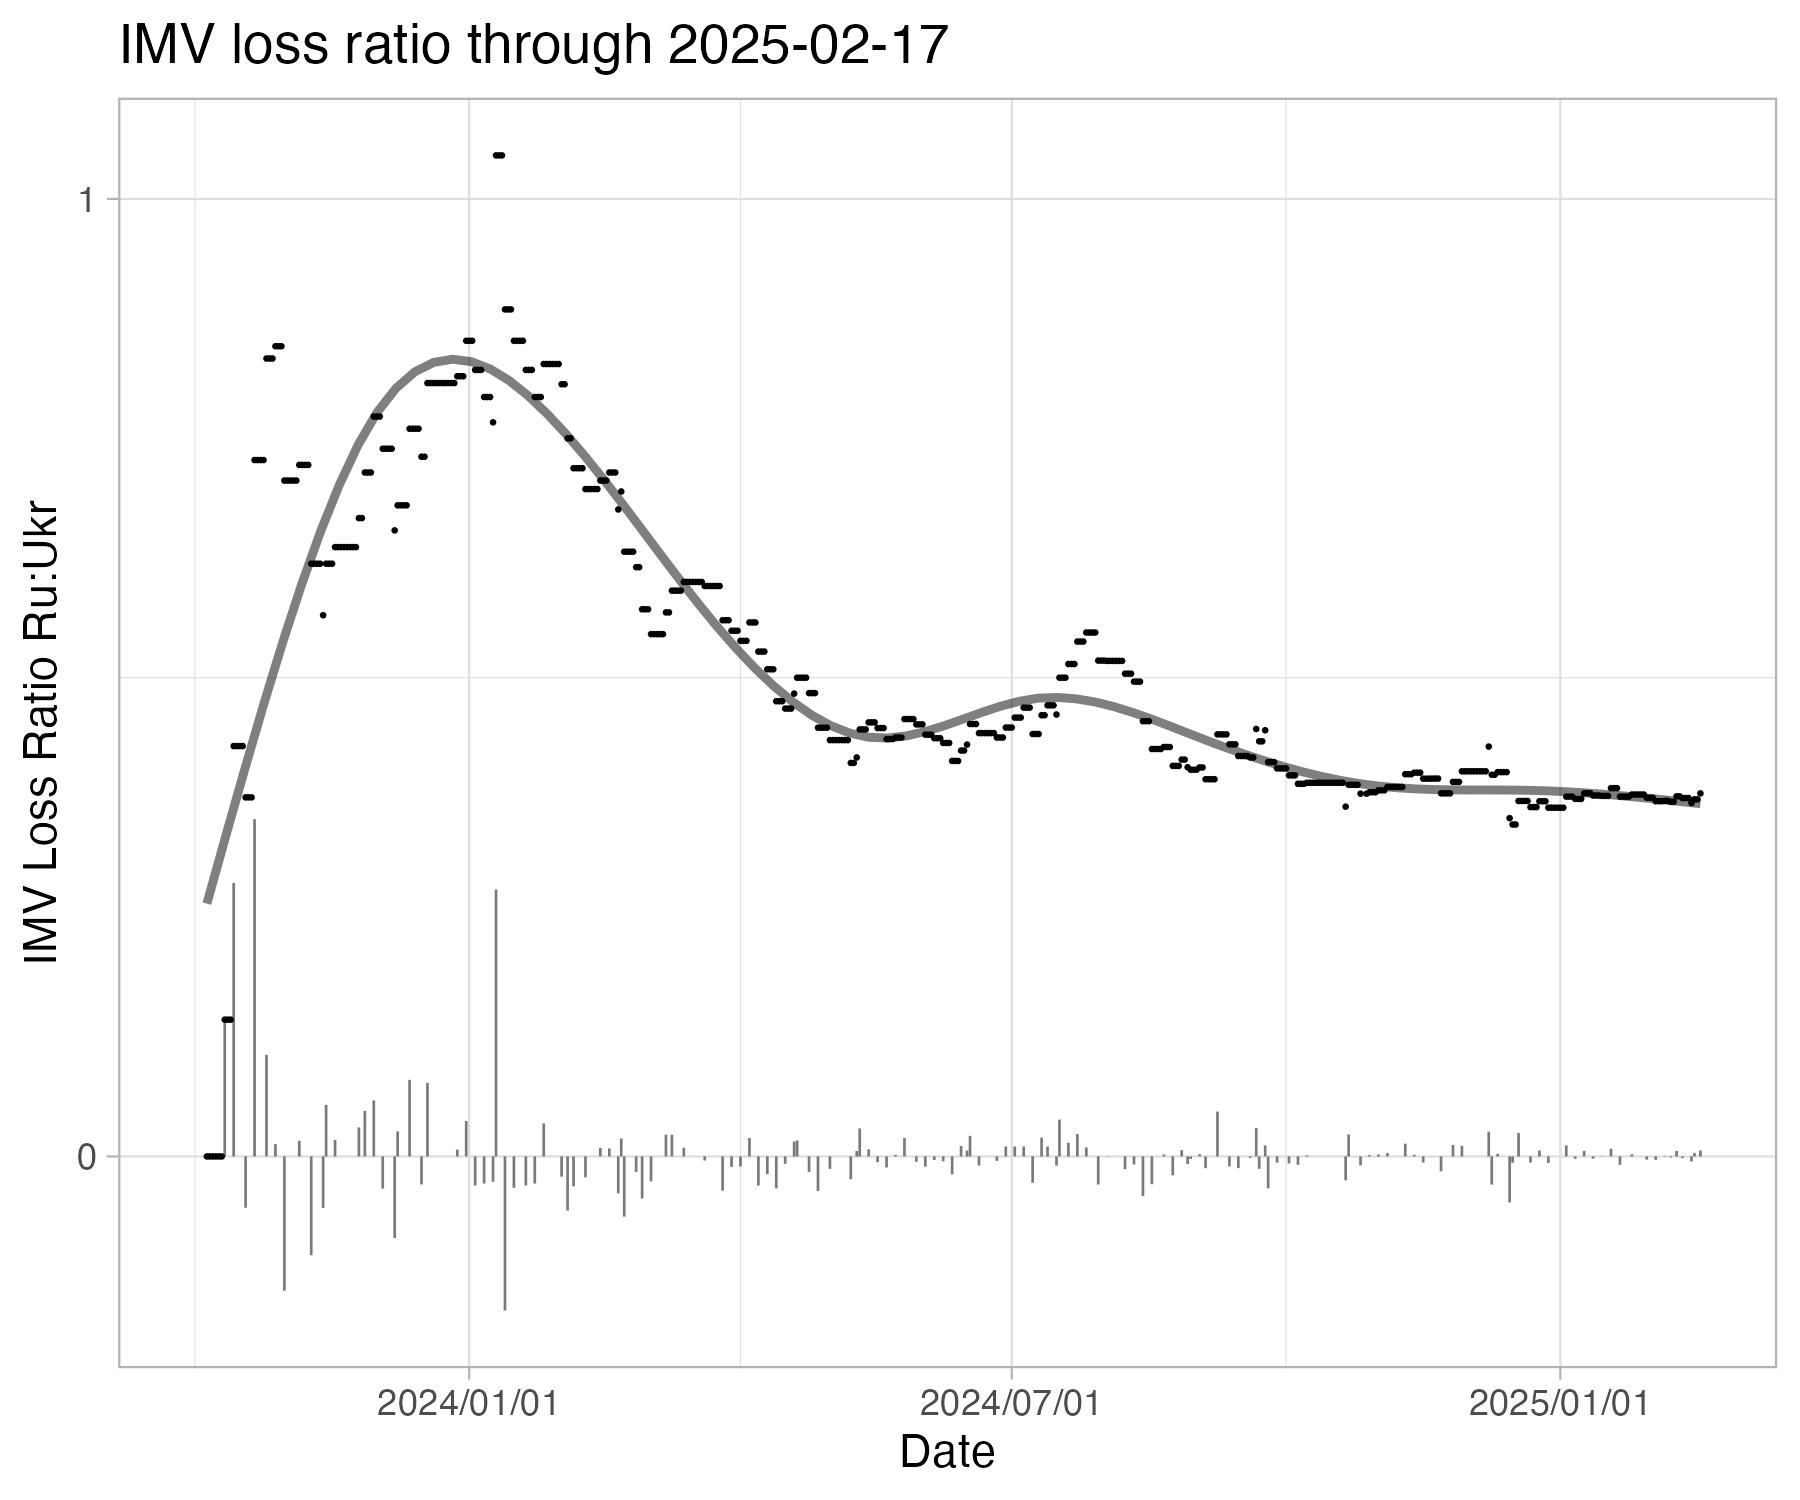 IMV loss ratio through 2025-02-17
IMV Loss Ratio Ru:Ukr
1
0
2024/01/01
2024/07/01
2025/01/01
Date